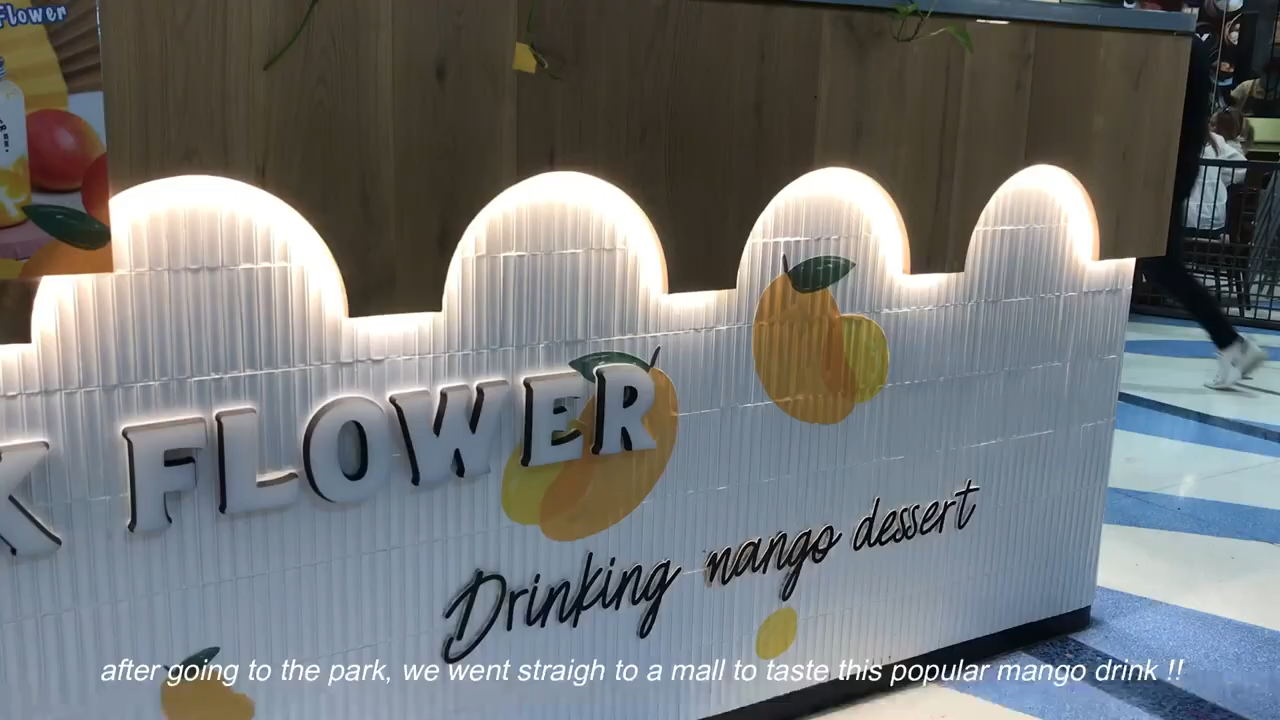 Flower
K FLOWER
Drinking mango dessert
after going to the park, we went straigh to a mall to taste this popular mango drink !!